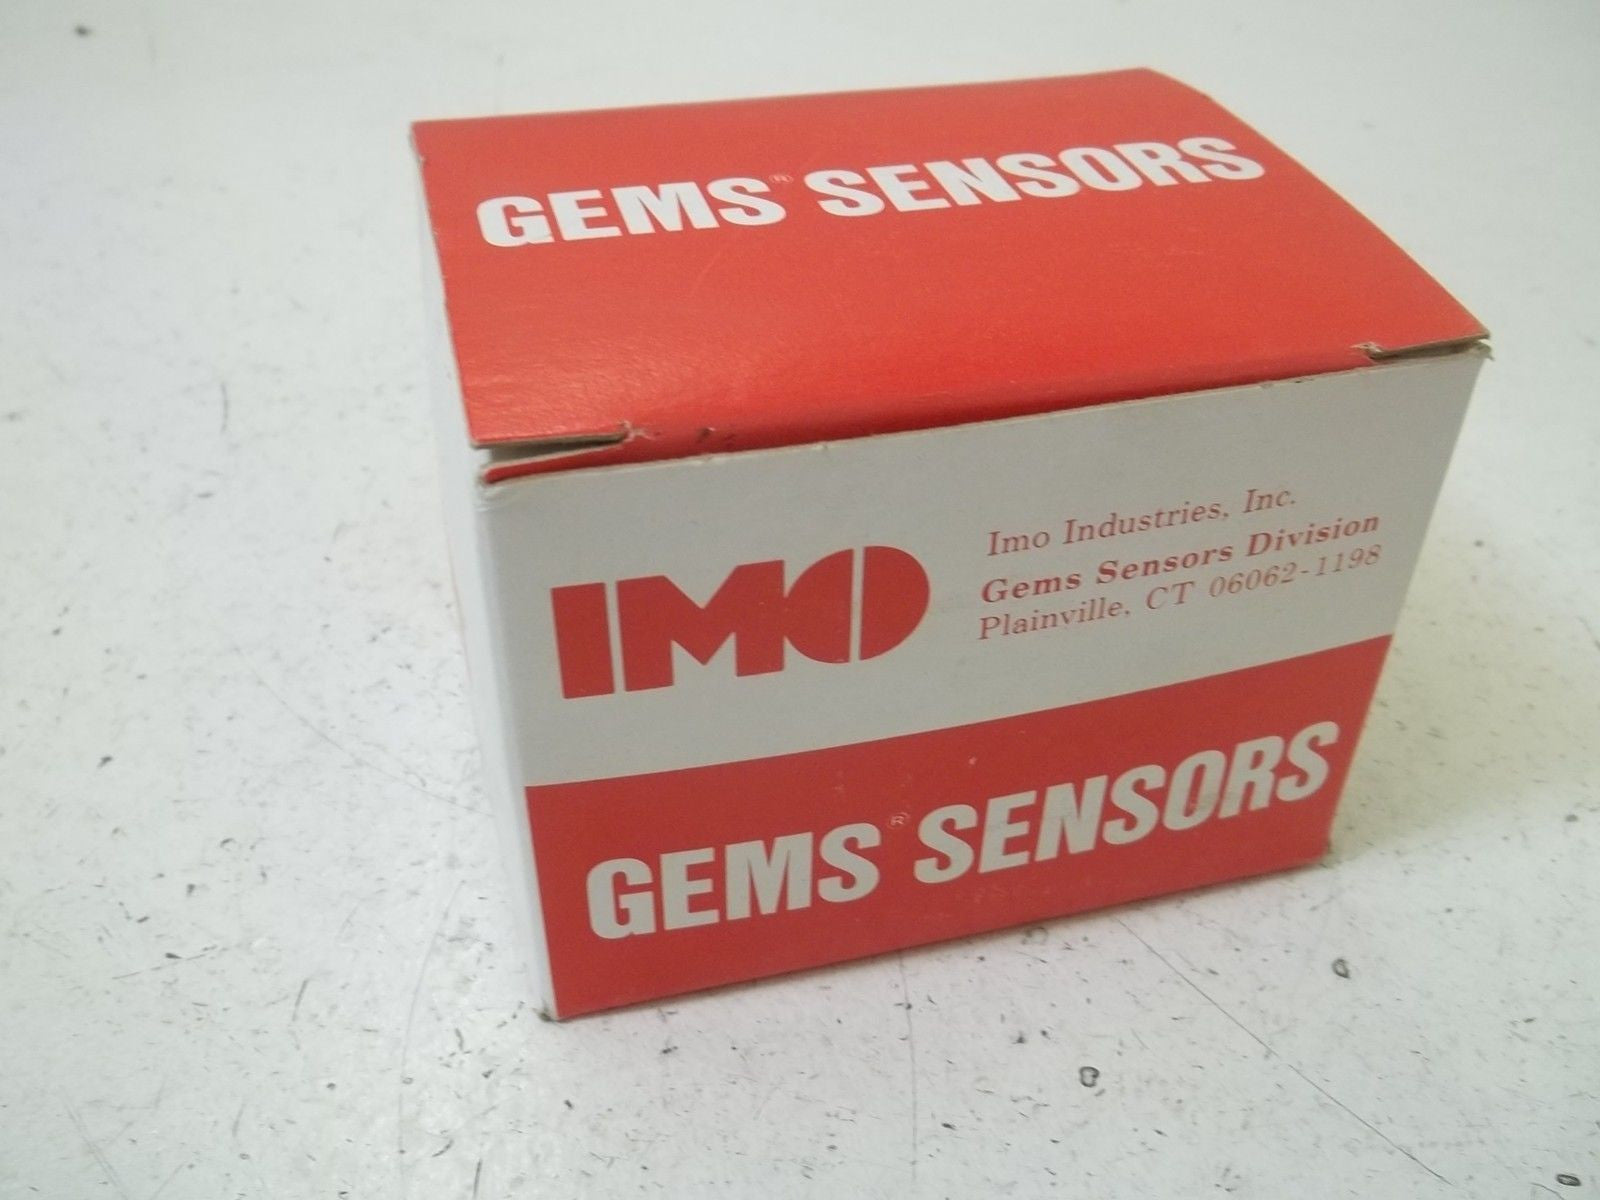 GEMS® SENSORS
IMO
Imo Industries, Inc.
Gems Sensors Division
Plainville, CT 06062-1198
GEMS® SENSORS